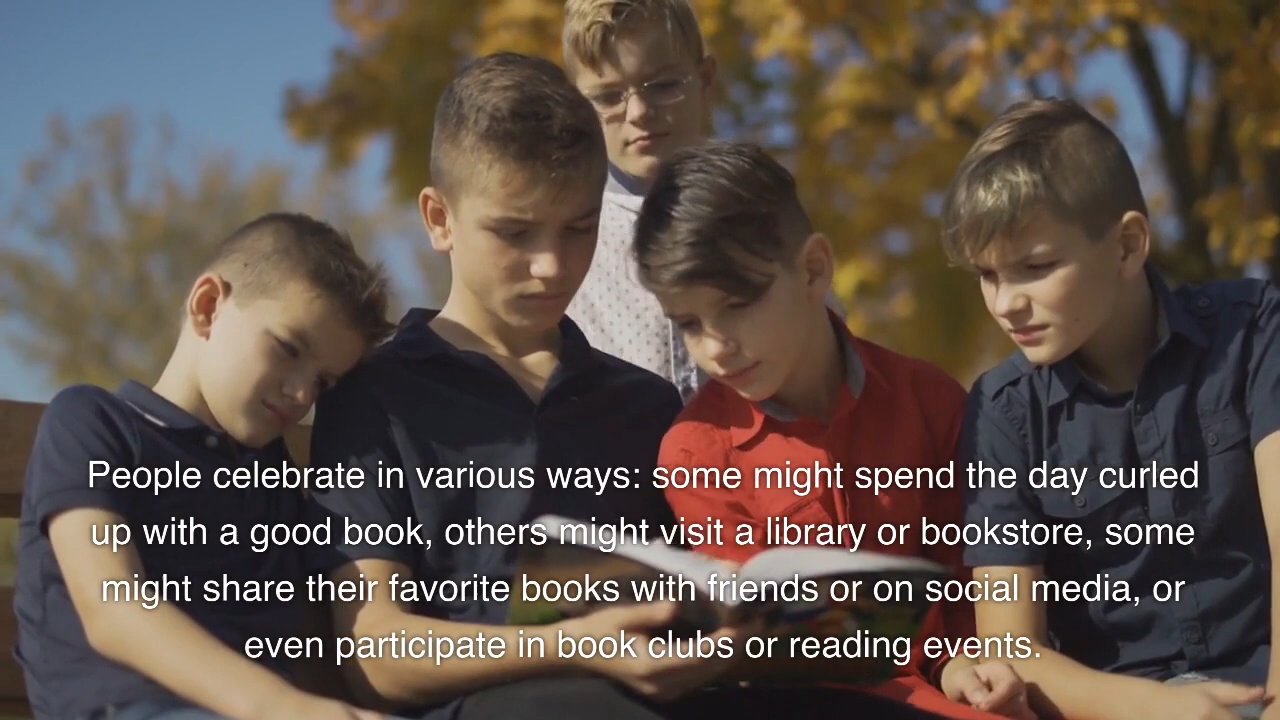 People celebrate in various ways: some might spend the day curled
up with a good book, others might visit a library or bookstore, some
might share their favorite books with friends or on social media, or
even participate in book clubs or reading events.